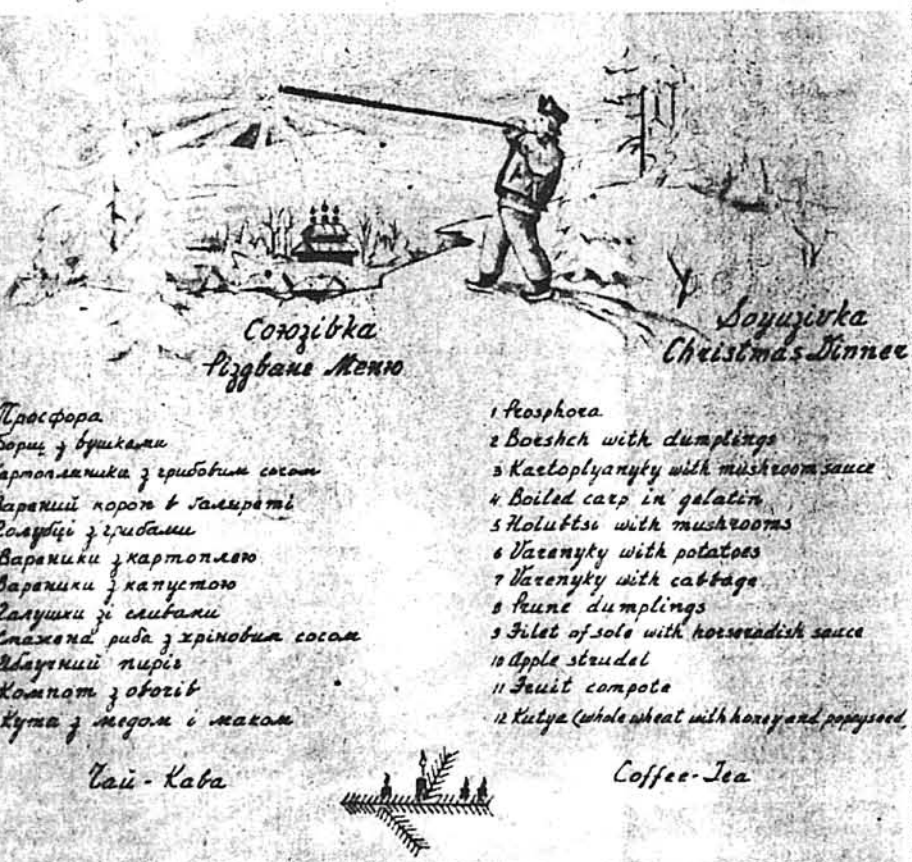 Союзівка
Різдване Меню
Soyuzivka
Christmas Dinner
Просфора
Борщ з вушками
Картопляники з грибовим сосом
Варений короп в галяреті
Голубці з грибами
Вареники з картоплею
Вареники з капустою
Галушки зі сливами
Смажена риба з хріновим сосом
Яблучний пиріг
Компот з овочів
Кутя з медом і маком
Чай - Кава
1 Prosphora
2 Borshch with dumplings
3 Kartoplyanyky with mushroom sauce
4 Boiled carp in gelatin
5 Holubtsi with mushrooms
6 Varenyky with potatoes
7 Varenyky with cabbage
8 Prune dumplings
9 Filet of sole with horseradish sauce
10 Apple strudel
11 Fruit compote
12 Kutya (whole wheat with honey and poppyseed)
Coffee-Tea